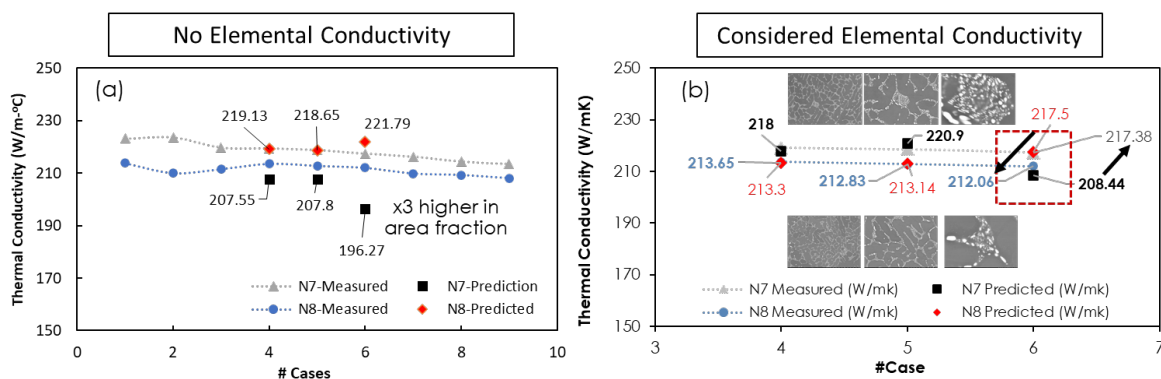 No Elemental Conductivity
Considered Elemental Conductivity
(a)
Thermal Conductivity (W/m-ºC)
250
230
210
190
170
150
0
2
4
6
8
10
# Cases
219.13
218.65
221.79
207.55
207.8
196.27
x3 higher in
area fraction
N7-Measured
N7-Prediction
N8-Measured
N8-Predicted
(b)
Thermal Conductivity (W/mK)
250
230
210
190
170
150
3
4
5
6
7
#Case
218
220.9
217.5
217.38
213.65
213.3
212.83
213.14
212.06
208.44
N7 Measured (W/mk)
N7 Predicted (W/mk)
N8 Measured (W/mk)
N8 Predicted (W/mk)